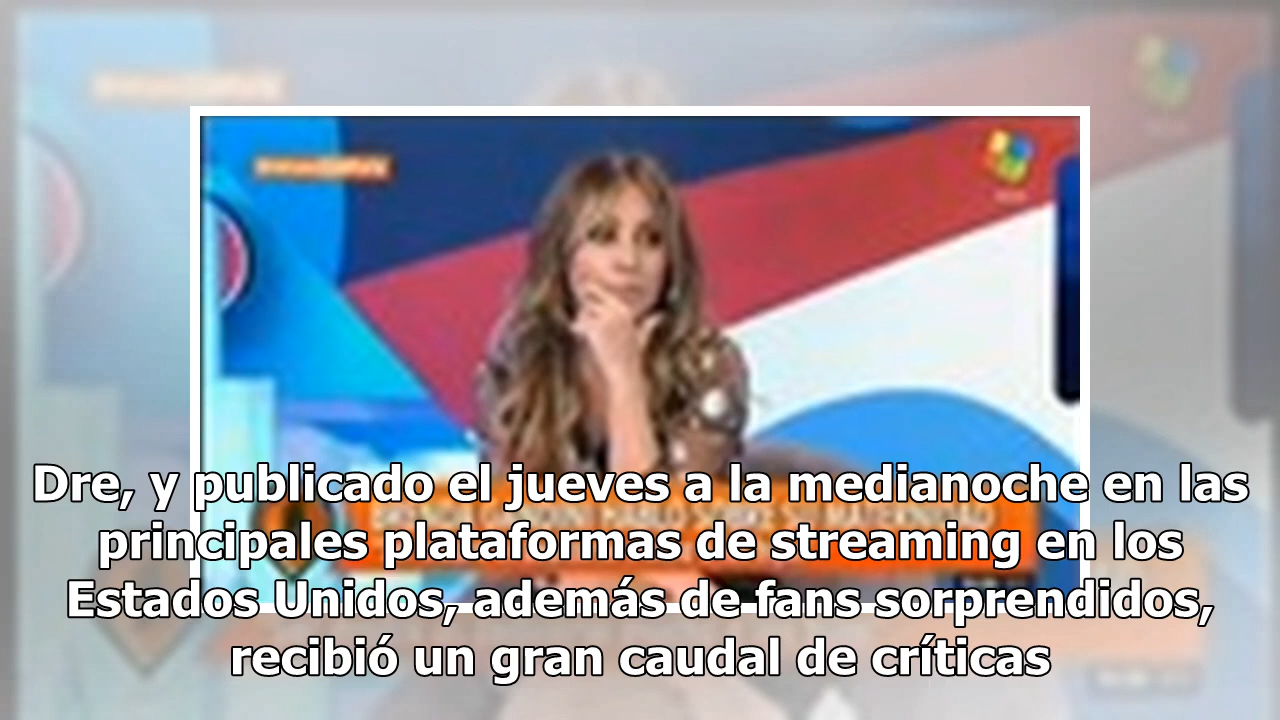 Dre, y publicado el jueves a la medianoche en las
principales plataformas de streaming en los
Estados Unidos, además de fans sorprendidos,
recibió un gran caudal de críticas